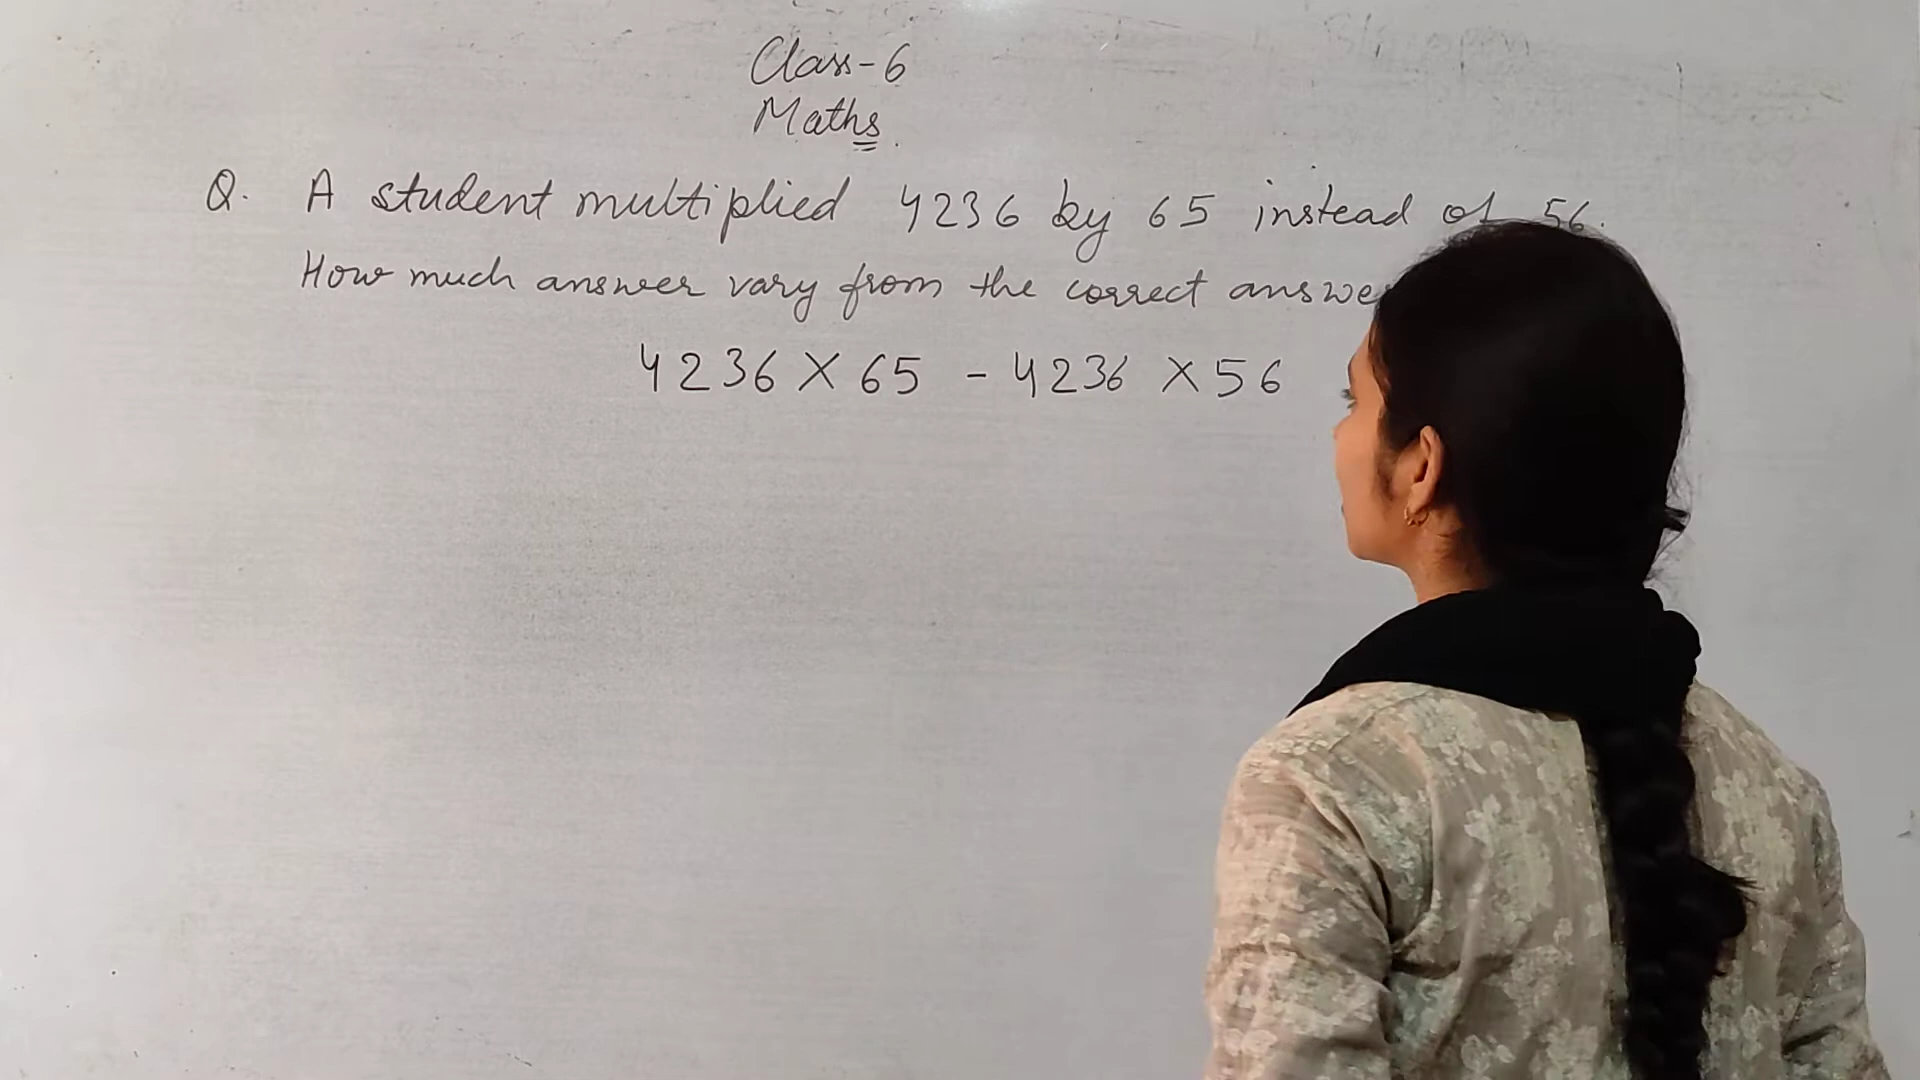 Class-6
Maths.
Q. A student multiplied 4236 by 65 instead of 56.
How much answer vary from the correct answe
4236 X 65 - 4236 X 56